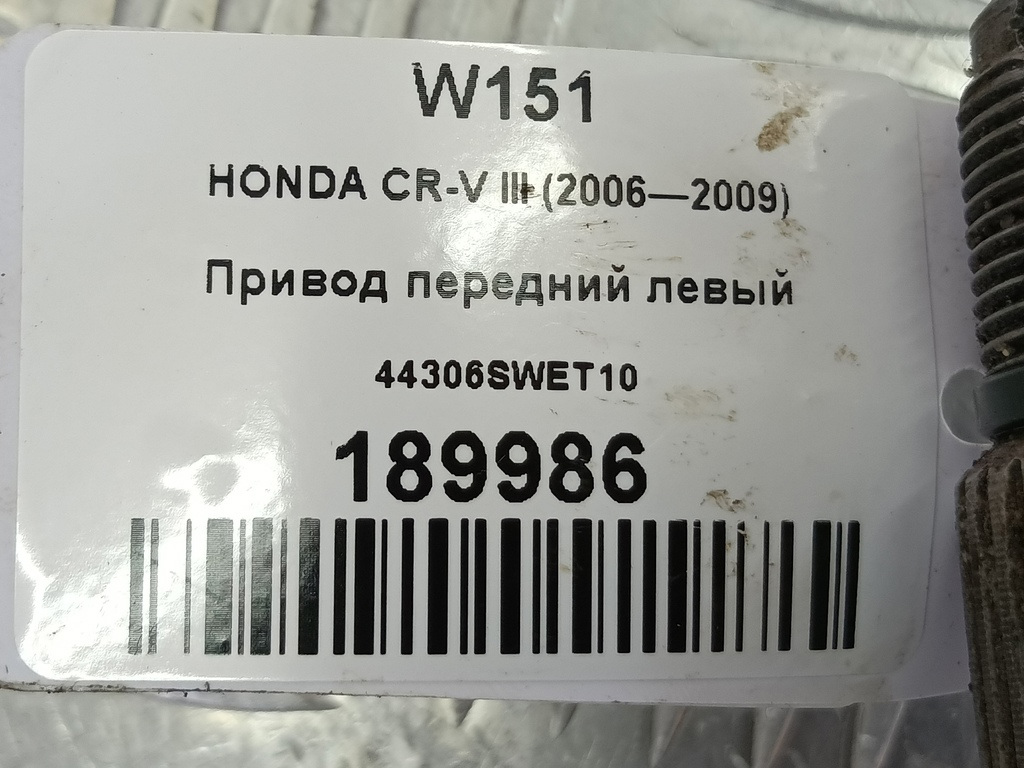 W151
HONDA CR-V III (2006—2009)
Привод передний левый
44306SWET10
189986